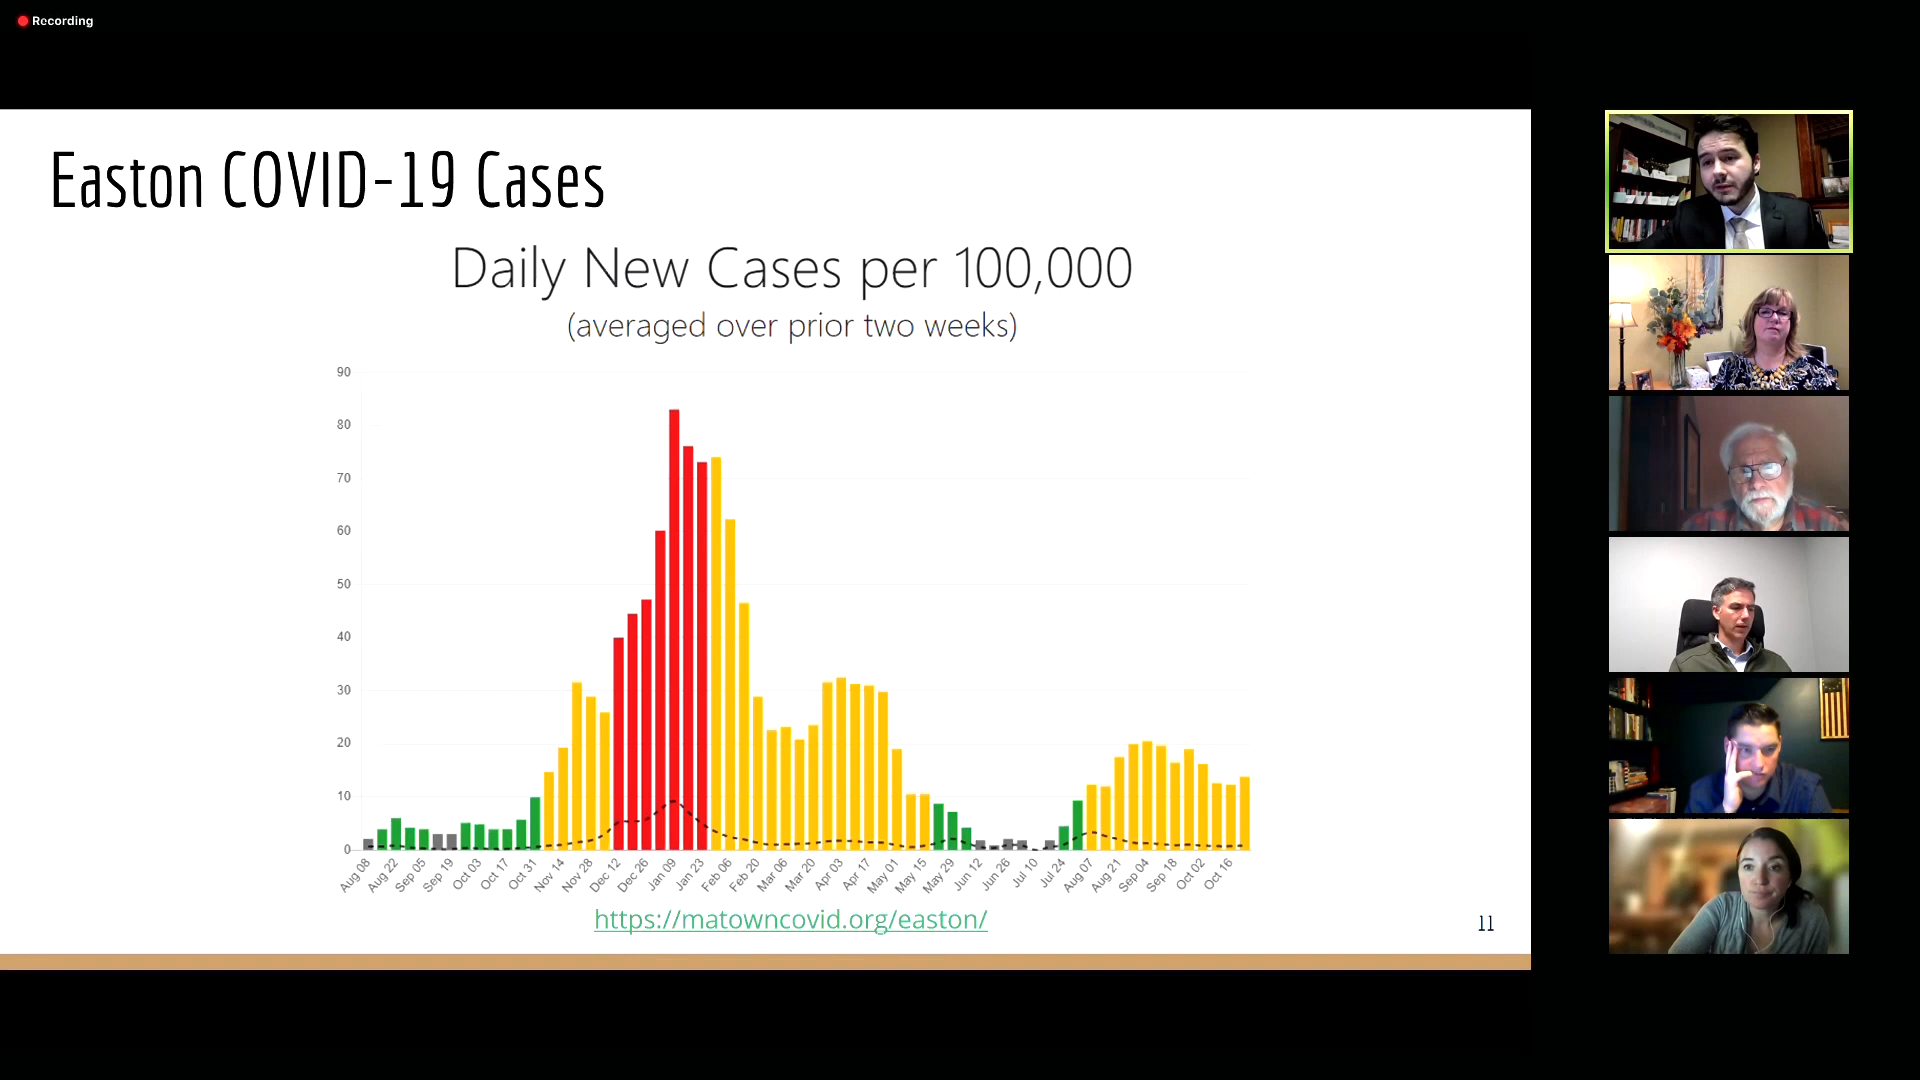 Recording
Easton COVID-19 Cases
Daily New Cases per 100,000
(averaged over prior two weeks)
90
80
70
60
50
40
30
20
10
0
Aug 08
Aug 22
Sep 05
Sep 19
Oct 03
Oct 17
Oct 31
Nov 14
Nov 28
Dec 12
Dec 26
Jan 09
Jan 23
Feb 06
Feb 20
Mar 06
Mar 20
Apr 03
Apr 17
May 01
May 15
May 29
Jun 12
Jun 26
Jul 10
Jul 24
Aug 07
Aug 21
Sep 04
Sep 18
Oct 02
Oct 16
https://matowncovid.org/easton/
11